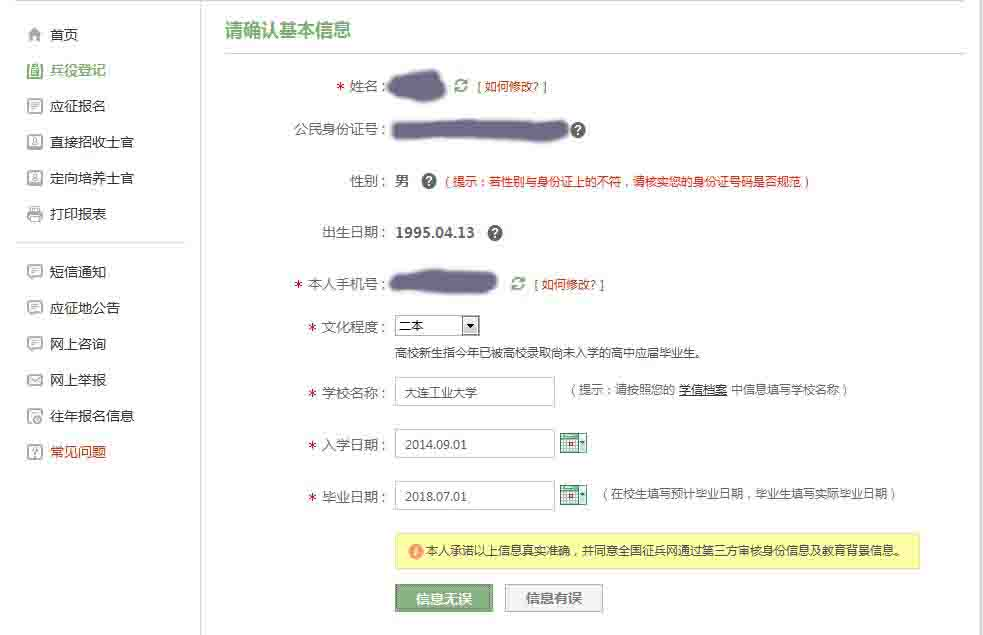 首页
兵役登记
应征报名
直接招收士官
定向培养士官
打印报表
短信通知
应征地公告
网上咨询
网上举报
往年报名信息
常见问题
请确认基本信息
* 姓名： [ 如何修改? ]
公民身份证号： ?
性别： 男 ? （ 提示：若性别与身份证上的不符，请核实您的身份证号码是否规范 ）
出生日期： 1995.04.13 ?
* 本人手机号： [ 如何修改? ]
* 文化程度： 二本
高校新生指今年已被高校录取尚未入学的高中应届毕业生。
* 学校名称： 大连工业大学 （ 提示：请按照您的 学信档案 中信息填写学校名称 ）
* 入学日期： 2014.09.01
* 毕业日期： 2018.07.01 （ 在校生填写预计毕业日期，毕业生填写实际毕业日期 ）
本人承诺以上信息真实准确，并同意全国征兵网通过第三方审核身份信息及教育背景信息。
信息无误 信息有误